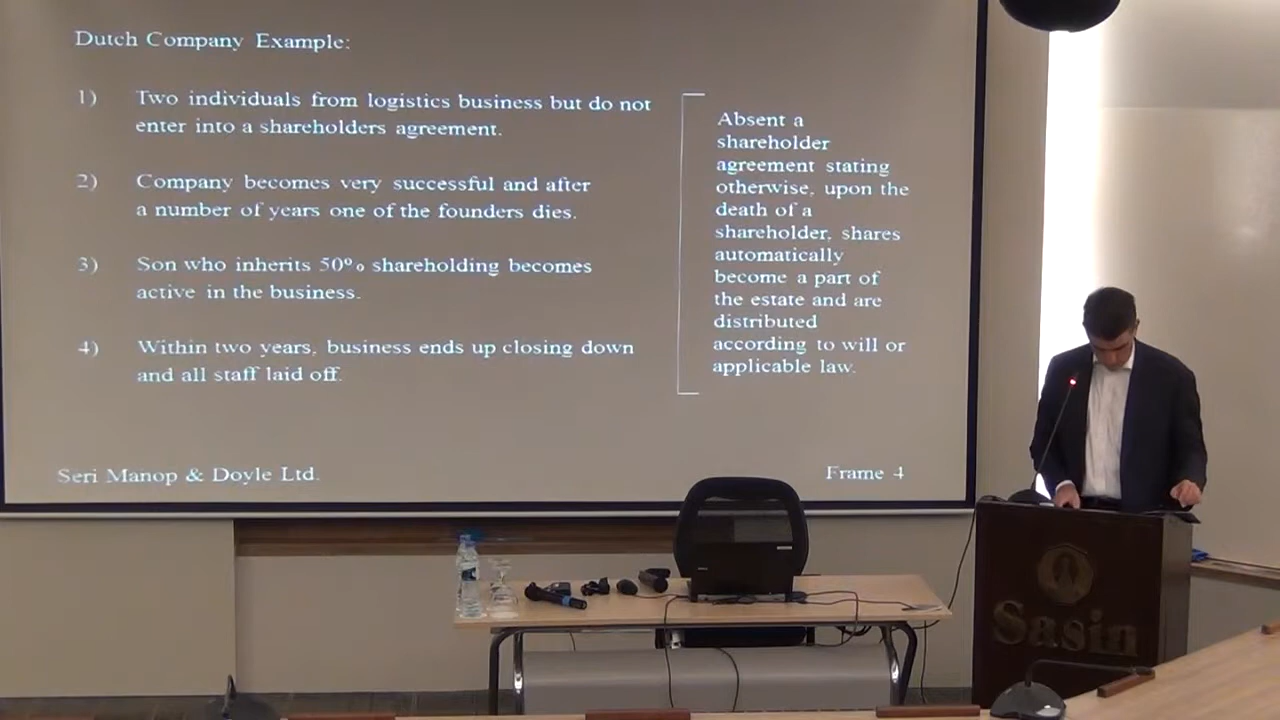 Dutch Company Example:
1) Two individuals from logistics business but do not
enter into a shareholders agreement.
2) Company becomes very successful and after
a number of years one of the founders dies.
3) Son who inherits 50% shareholding becomes
active in the business.
4) Within two years, business ends up closing down
and all staff laid off.
Absent a
shareholder
agreement stating
otherwise, upon the
death of a
shareholder, shares
automatically
become a part of
the estate and are
distributed
according to will or
applicable law.
Seri Manop & Doyle Ltd.
Frame 4
Sasin